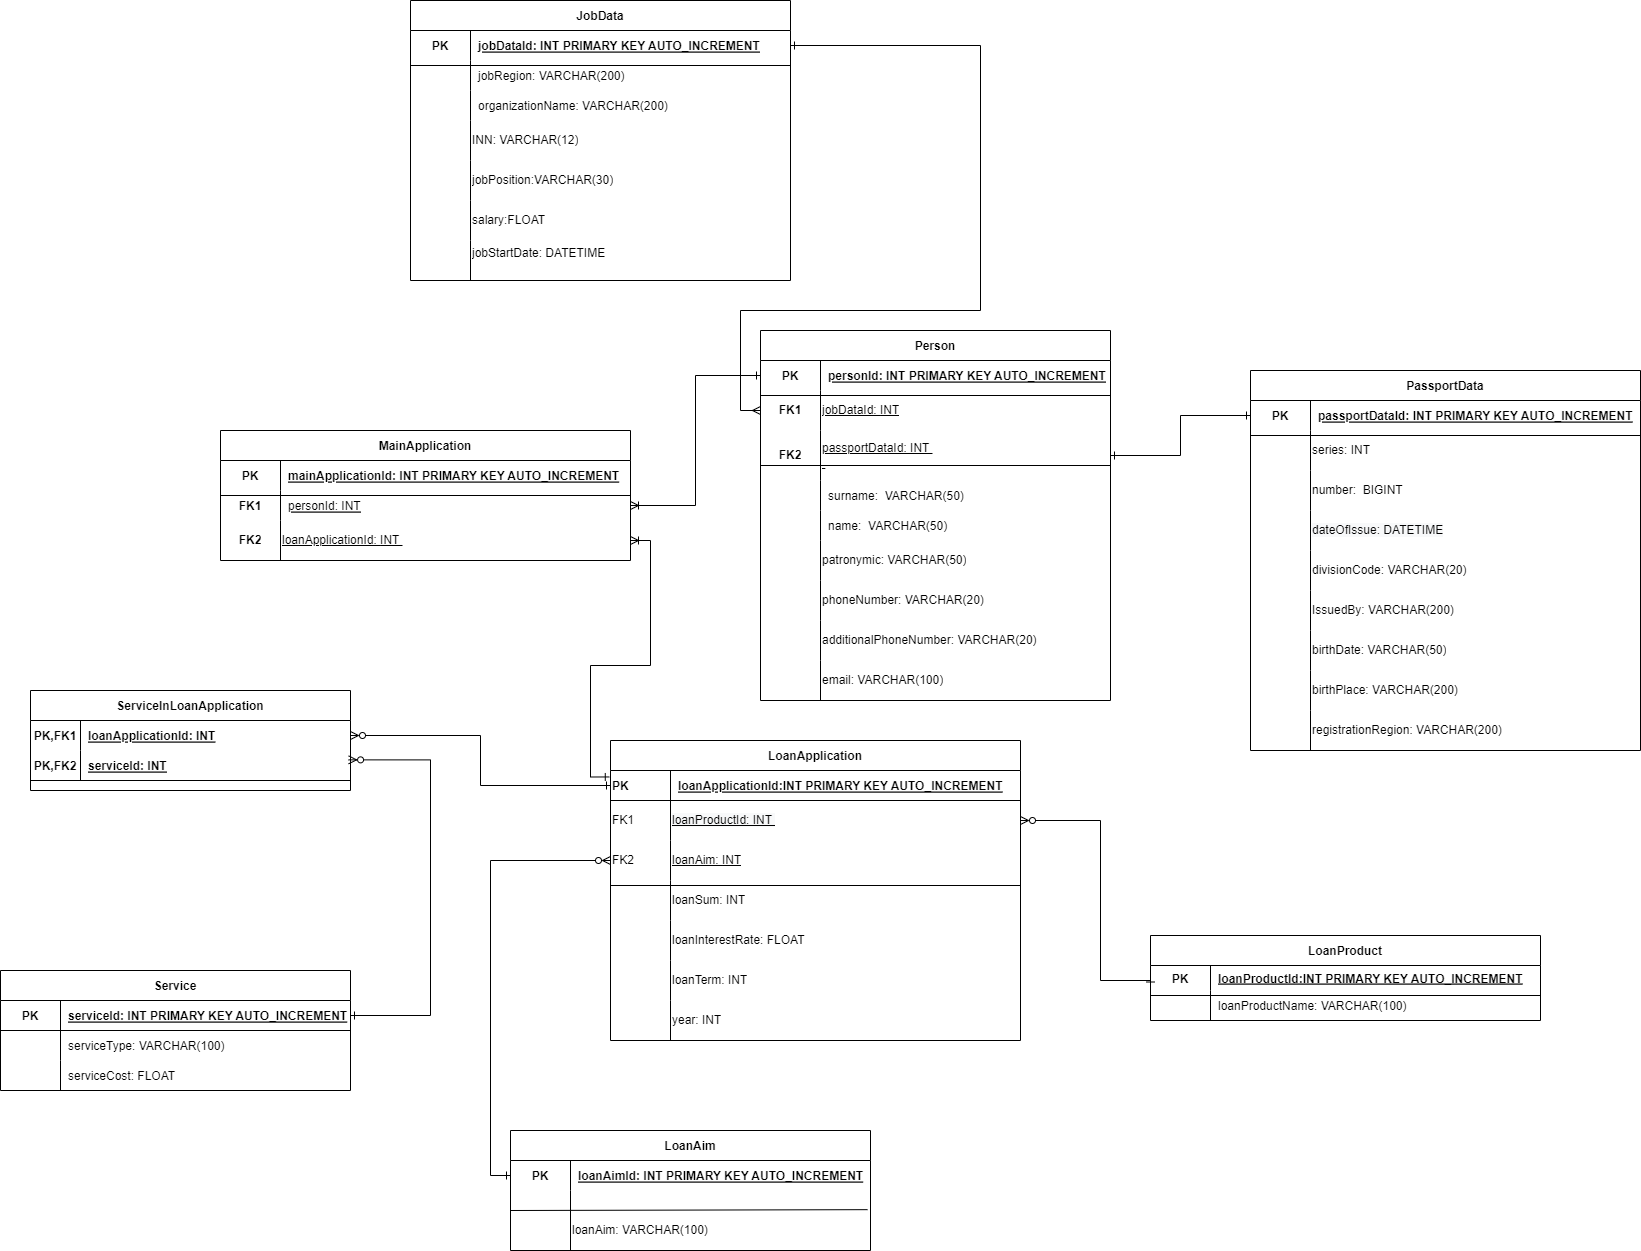 JobData
PK jobDataId: INT PRIMARY KEY AUTO_INCREMENT
jobRegion: VARCHAR(200)
organizationName: VARCHAR(200)
INN: VARCHAR(12)
jobPosition:VARCHAR(30)
salary:FLOAT
jobStartDate: DATETIME
Person
PK personId: INT PRIMARY KEY AUTO_INCREMENT
FK1 jobDataId: INT
FK2 passportDataId: INT
surname: VARCHAR(50)
name: VARCHAR(50)
patronymic: VARCHAR(50)
phoneNumber: VARCHAR(20)
additionalPhoneNumber: VARCHAR(20)
email: VARCHAR(100)
PassportData
PK passportDataId: INT PRIMARY KEY AUTO_INCREMENT
series: INT
number: BIGINT
dateOfIssue: DATETIME
divisionCode: VARCHAR(20)
IssuedBy: VARCHAR(200)
birthDate: VARCHAR(50)
birthPlace: VARCHAR(200)
registrationRegion: VARCHAR(200)
MainApplication
PK mainApplicationId: INT PRIMARY KEY AUTO_INCREMENT
FK1 personId: INT
FK2 loanApplicationId: INT
ServiceInLoanApplication
PK,FK1 loanApplicationId: INT
PK,FK2 serviceId: INT
LoanApplication
PK loanApplicationId:INT PRIMARY KEY AUTO_INCREMENT
FK1 loanProductId: INT
FK2 loanAim: INT
loanSum: INT
loanInterestRate: FLOAT
loanTerm: INT
year: INT
LoanProduct
PK loanProductId:INT PRIMARY KEY AUTO_INCREMENT
loanProductName: VARCHAR(100)
Service
PK serviceId: INT PRIMARY KEY AUTO_INCREMENT
serviceType: VARCHAR(100)
serviceCost: FLOAT
LoanAim
PK loanAimId: INT PRIMARY KEY AUTO_INCREMENT
loanAim: VARCHAR(100)